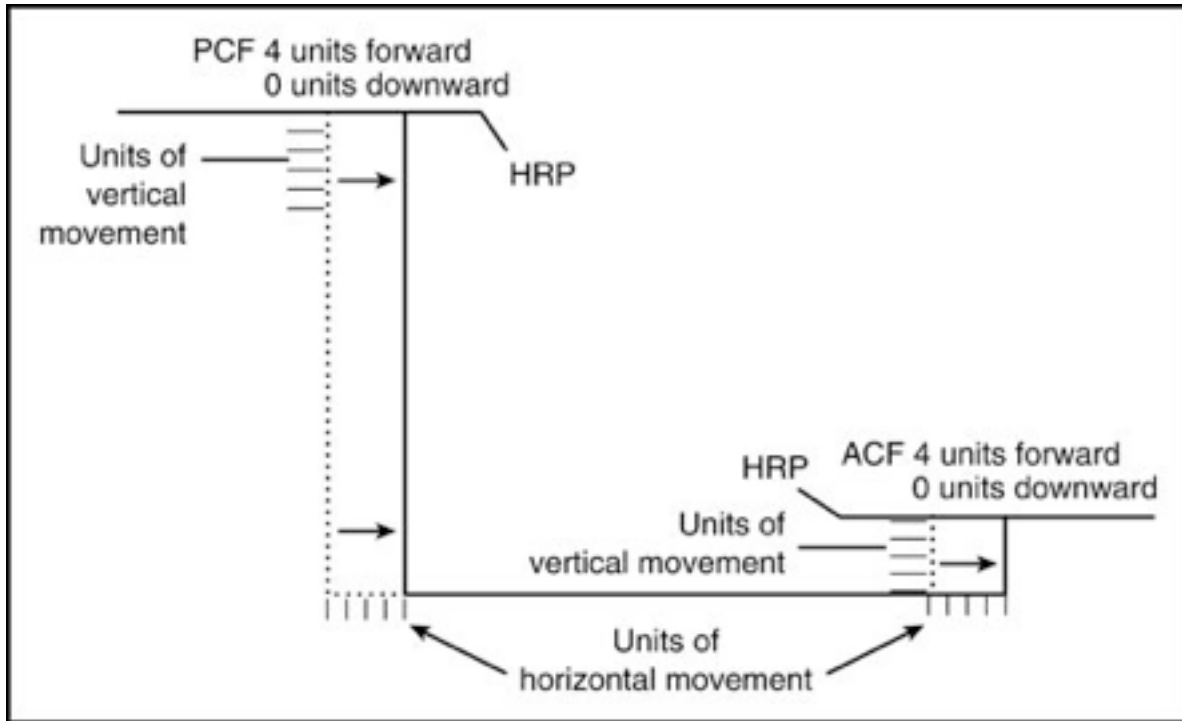 PCF 4 units forward
0 units downward
Units of
vertical
movement
HRP
HRP
ACF 4 units forward
0 units downward
Units of
vertical movement
Units of
horizontal movement